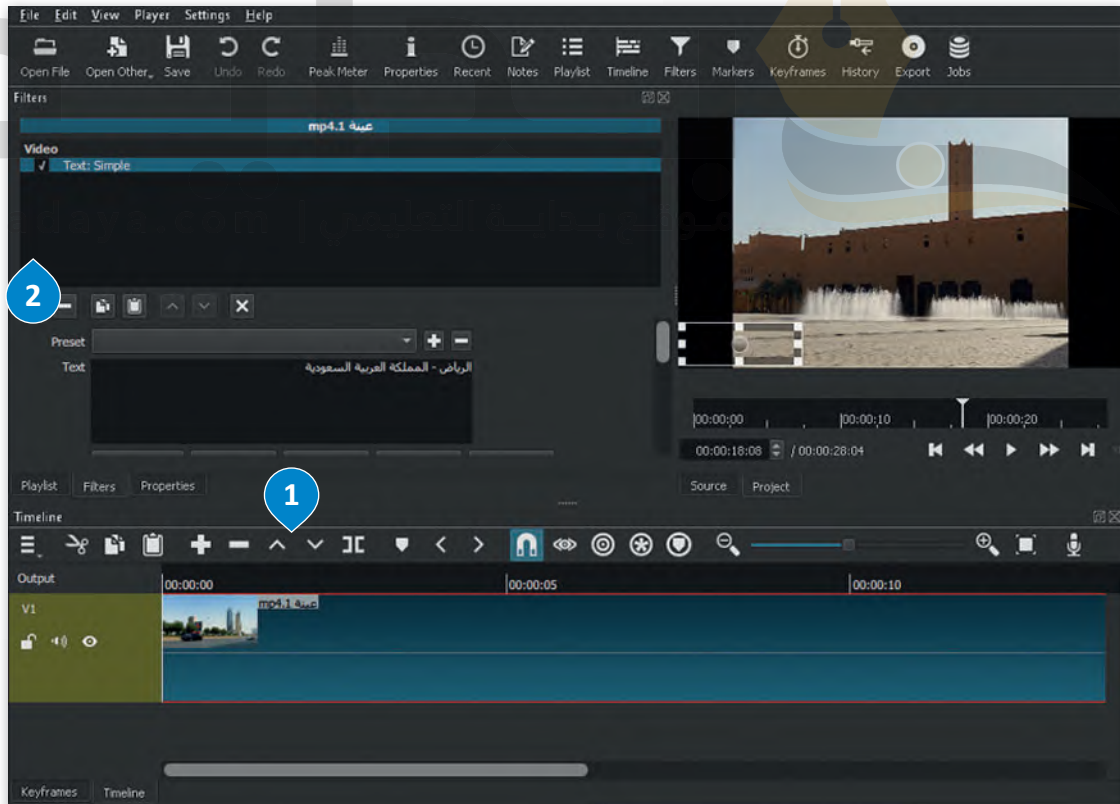 File Edit View Player Settings Help
Open File Open Other Save Undo Redo Peak Meter Properties Recent Notes Playlist Timeline Filters Markers Keyframes History Export Jobs
Filters
عينة 1.mp4
Video
Text: Simple
2
Preset
Text
الرياض - المملكة العربية السعودية
00:00:00 00:00:10 00:00:20
00:00:18:08 / 00:00:28:04
Playlist Filters Properties
Source Project
1
Timeline
Output
00:00:00 00:00:05 00:00:10
V1
عينة 1.mp4
Keyframes Timeline